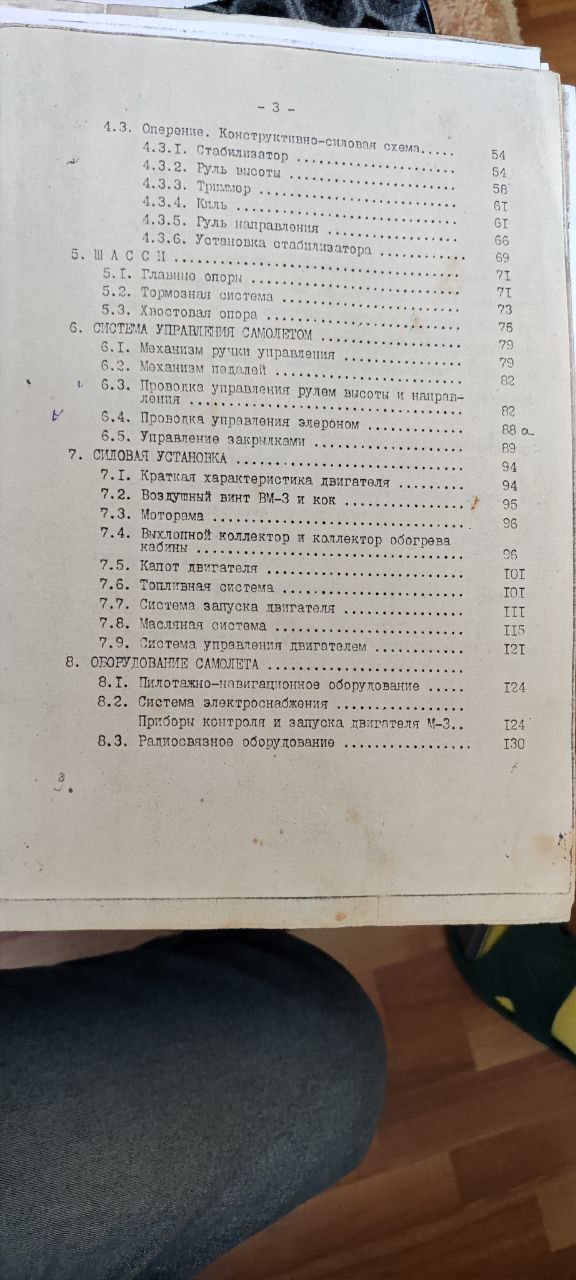 - 3 -
4.3. Оперение. Конструктивно-силовая схема..... 54
4.3.I. Стабилизатор .................... 54
4.3.2. Руль высоты ..................... 58
4.3.3. Триммер ......................... 6I
4.3.4. Киль ............................ 6I
4.3.5. Руль направления ................ 66
4.3.6. Установка стабилизатора ......... 69
5. Ш А С С И .................................. 7I
5.I. Главные опоры ........................ 7I
5.2. Тормозная система .................... 73
5.3. Хвостовая опора ...................... 76
6. СИСТЕМА УПРАВЛЕНИЯ САМОЛЕТОМ ............... 79
6.I. Механизм ручки управления ............ 79
6.2. Механизм педалей ..................... 82
6.3. Проводка управления рулем высоты и направ-
ления ................................ 82
6.4. Проводка управления элероном ......... 88 а
6.5. Управление закрылками ................ 89
7. СИЛОВАЯ УСТАНОВКА .......................... 94
7.I. Краткая характеристика двигателя ..... 94
7.2. Воздушный винт ВМ-3 и кок ............ 95
7.3. Моторама ............................. 96
7.4. Выхлопной коллектор и коллектор обогрева
кабины ............................... 96
7.5. Капот двигателя ...................... IOI
7.6. Топливная система .................... IOI
7.7. Система запуска двигателя ............ III
7.8. Масляная система ..................... II5
7.9. Система управления двигателем ........ I2I
8. ОБОРУДОВАНИЕ САМОЛЕТА ......................
8.I. Пилотажно-навигационное оборудование ..... I24
8.2. Система электроснабжения .................
Приборы контроля и запуска двигателя М-3.. I24
8.3. Радиосвязное оборудование ................ I30
9.